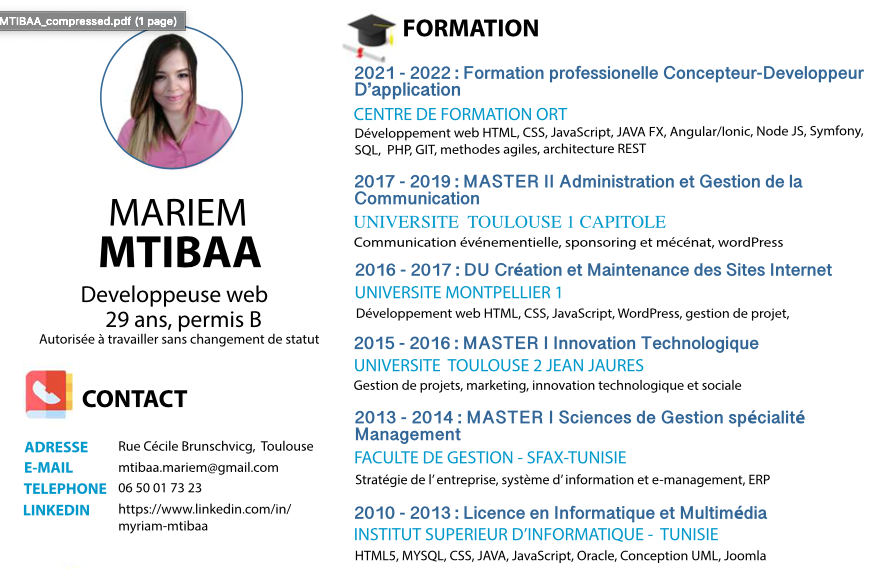 MTIBAA_compressed.pdf (1 page)
MARIEM
MTIBAA
Developpeuse web
29 ans, permis B
Autorisée à travailler sans changement de statut
CONTACT
ADRESSE Rue Cécile Brunschvicg, Toulouse
E-MAIL mtibaa.mariem@gmail.com
TELEPHONE 06 50 01 73 23
LINKEDIN https://www.linkedin.com/in/
myriam-mtibaa
FORMATION
2021 - 2022 : Formation professionelle Concepteur-Developpeur
D’application
CENTRE DE FORMATION ORT
Développement web HTML, CSS, JavaScript, JAVA FX, Angular/Ionic, Node JS, Symfony,
SQL, PHP, GIT, methodes agiles, architecture REST
2017 - 2019 : MASTER II Administration et Gestion de la
Communication
UNIVERSITE TOULOUSE 1 CAPITOLE
Communication événementielle, sponsoring et mécénat, wordPress
2016 - 2017 : DU Création et Maintenance des Sites Internet
UNIVERSITE MONTPELLIER 1
Développement web HTML, CSS, JavaScript, WordPress, gestion de projet,
2015 - 2016 : MASTER I Innovation Technologique
UNIVERSITE TOULOUSE 2 JEAN JAURES
Gestion de projets, marketing, innovation technologique et sociale
2013 - 2014 : MASTER I Sciences de Gestion spécialité
Management
FACULTE DE GESTION - SFAX-TUNISIE
Stratégie de l’entreprise, système d’information et e-management, ERP
2010 - 2013 : Licence en Informatique et Multimédia
INSTITUT SUPERIEUR D’INFORMATIQUE - TUNISIE
HTML5, MYSQL, CSS, JAVA, JavaScript, Oracle, Conception UML, Joomla